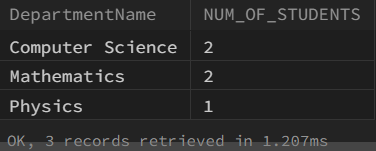 DepartmentName NUM_OF_STUDENTS
Computer Science 2
Mathematics 2
Physics 1
OK, 3 records retrieved in 1.207ms